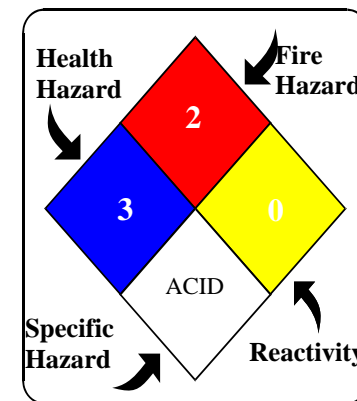 Health
Hazard
Fire
Hazard
2
3
0
ACID
Specific
Hazard
Reactivity